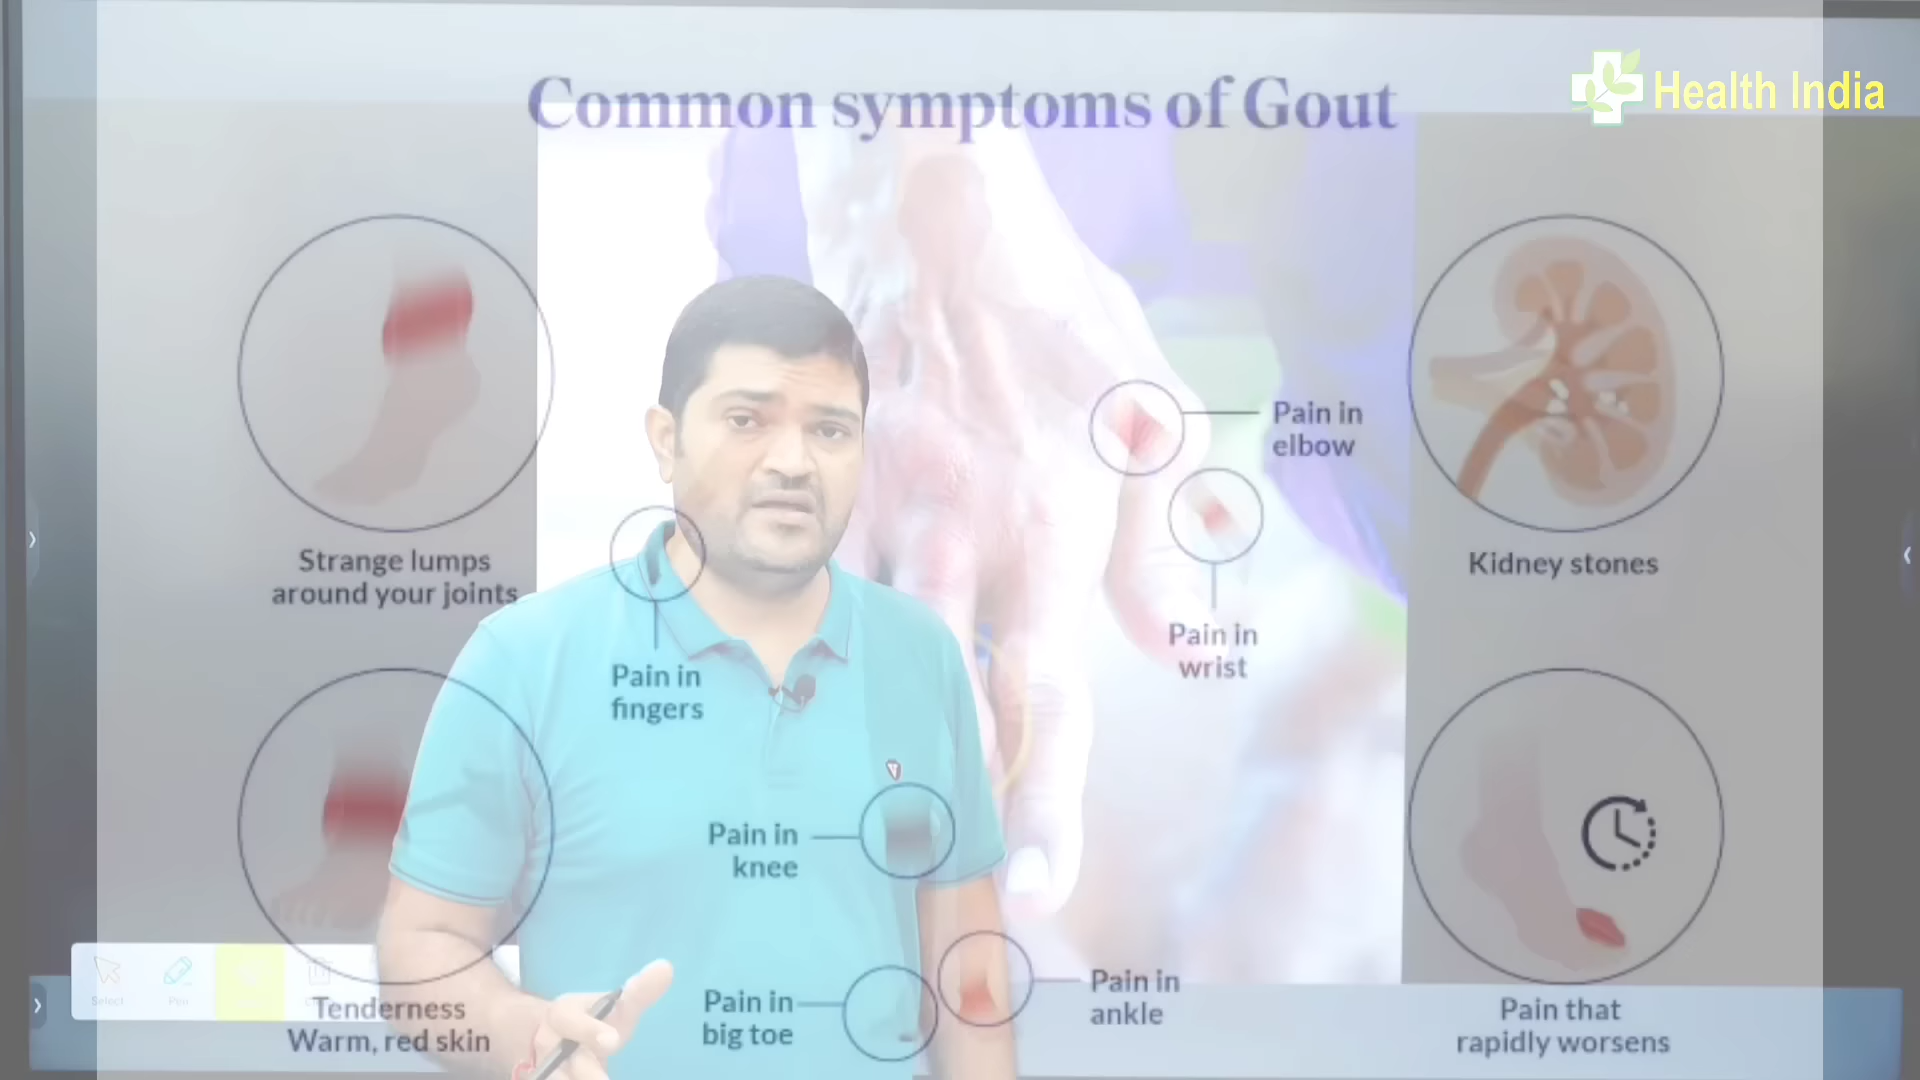 Common symptoms of Gout
Health India
Strange lumps
around your joints
Pain in
fingers
Pain in
elbow
Pain in
wrist
Kidney stones
Pain in
knee
Tenderness
Warm, red skin
Pain in
big toe
Pain in
ankle
Pain that
rapidly worsens
Select
Pen